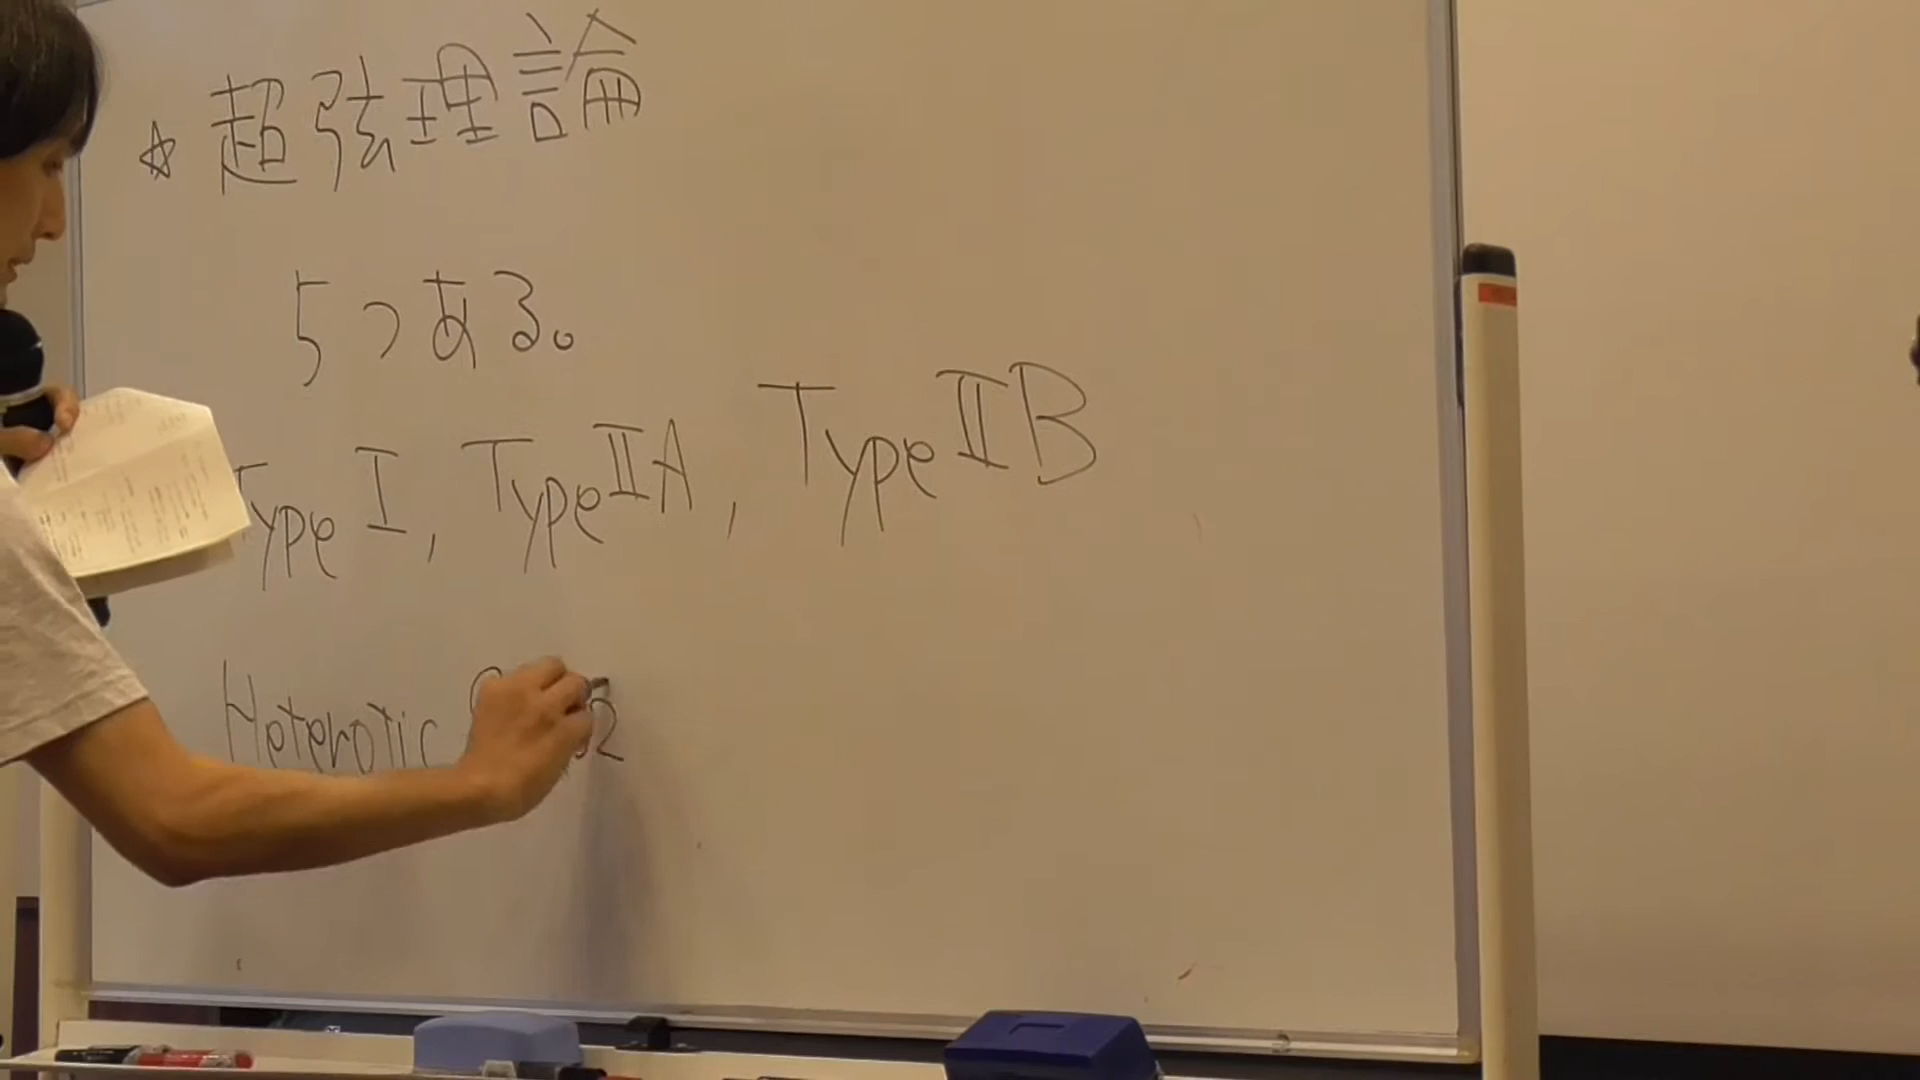 ☆ 超弦理論
5つある。
Type I, Type ⅡA, Type ⅡB
Heterotic